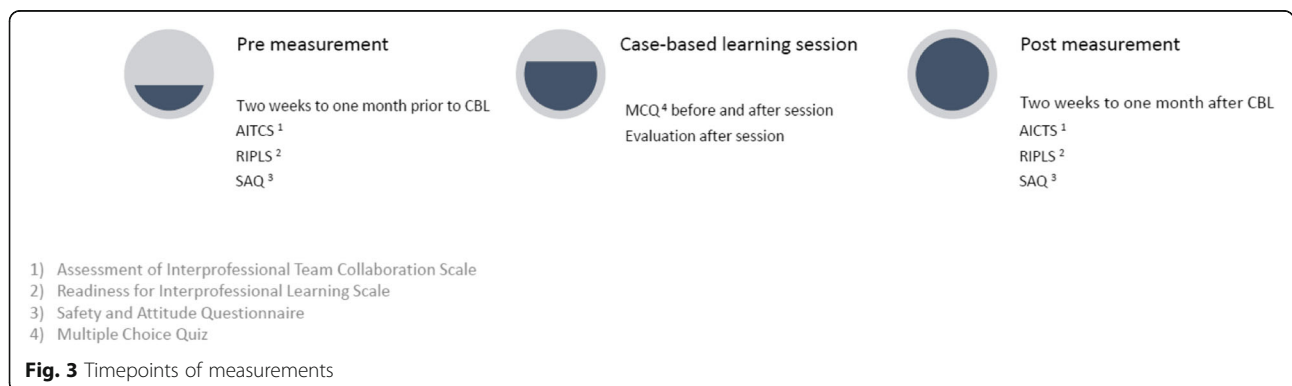 Pre measurement
Two weeks to one month prior to CBL
AITCS 1
RIPLS 2
SAQ 3
Case-based learning session
MCQ4 before and after session
Evaluation after session
Post measurement
Two weeks to one month after CBL
AICTS 1
RIPLS 2
SAQ 3
1) Assessment of Interprofessional Team Collaboration Scale
2) Readiness for Interprofessional Learning Scale
3) Safety and Attitude Questionnaire
4) Multiple Choice Quiz
Fig. 3 Timepoints of measurements